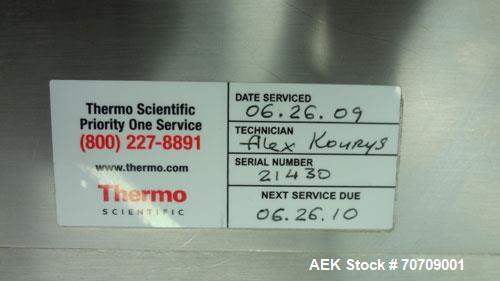 Thermo Scientific
Priority One Service
(800) 227-8891
www.thermo.com
Thermo
SCIENTIFIC
DATE SERVICED
06.26.09
TECHNICIAN
Alex Kourys
SERIAL NUMBER
21430
NEXT SERVICE DUE
06.26.10
AEK Stock #70709001